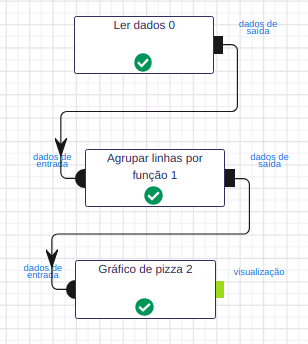 Ler dados 0
dados de
saída
dados de
entrada
Agrupar linhas por
função 1
dados de
saída
dados de
entrada
Gráfico de pizza 2
visualização